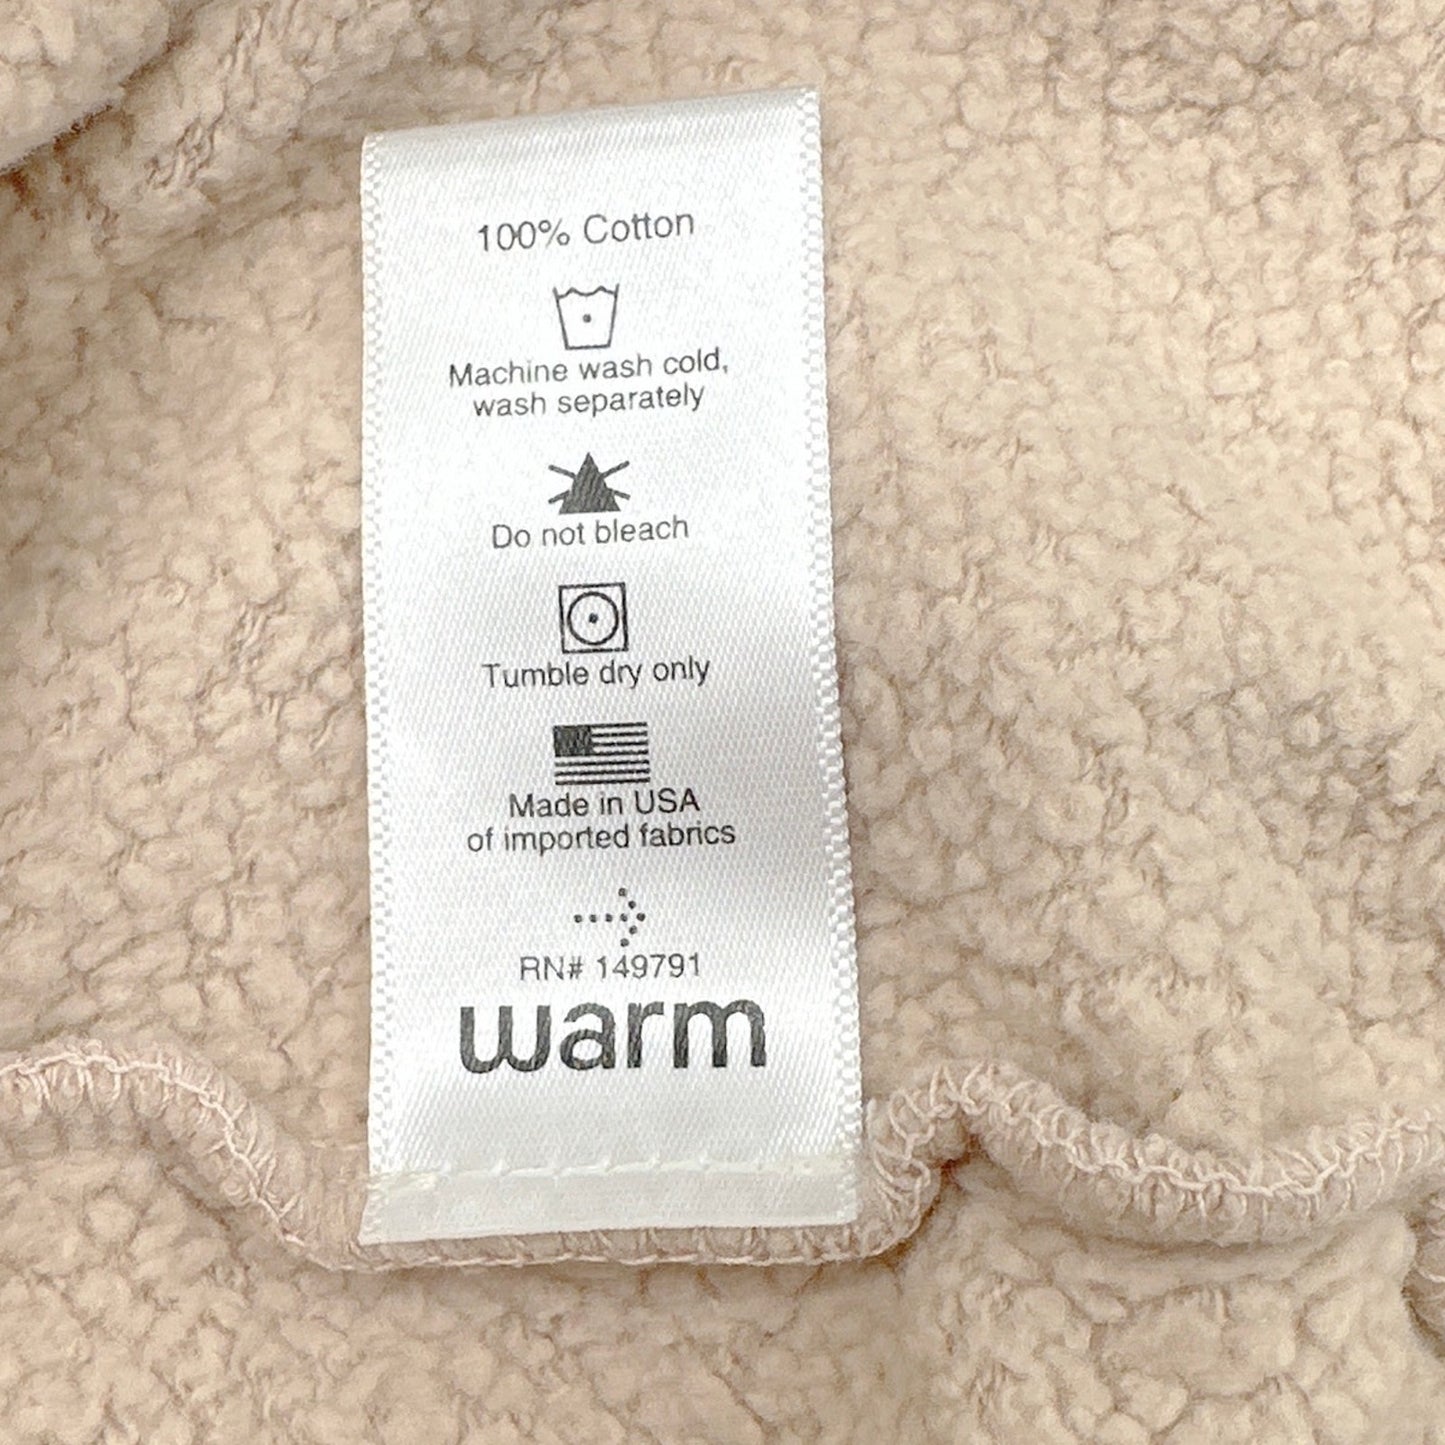 100% Cotton
Machine wash cold,
wash separately
Do not bleach
Tumble dry only
Made in USA
of imported fabrics
RN# 149791
warm